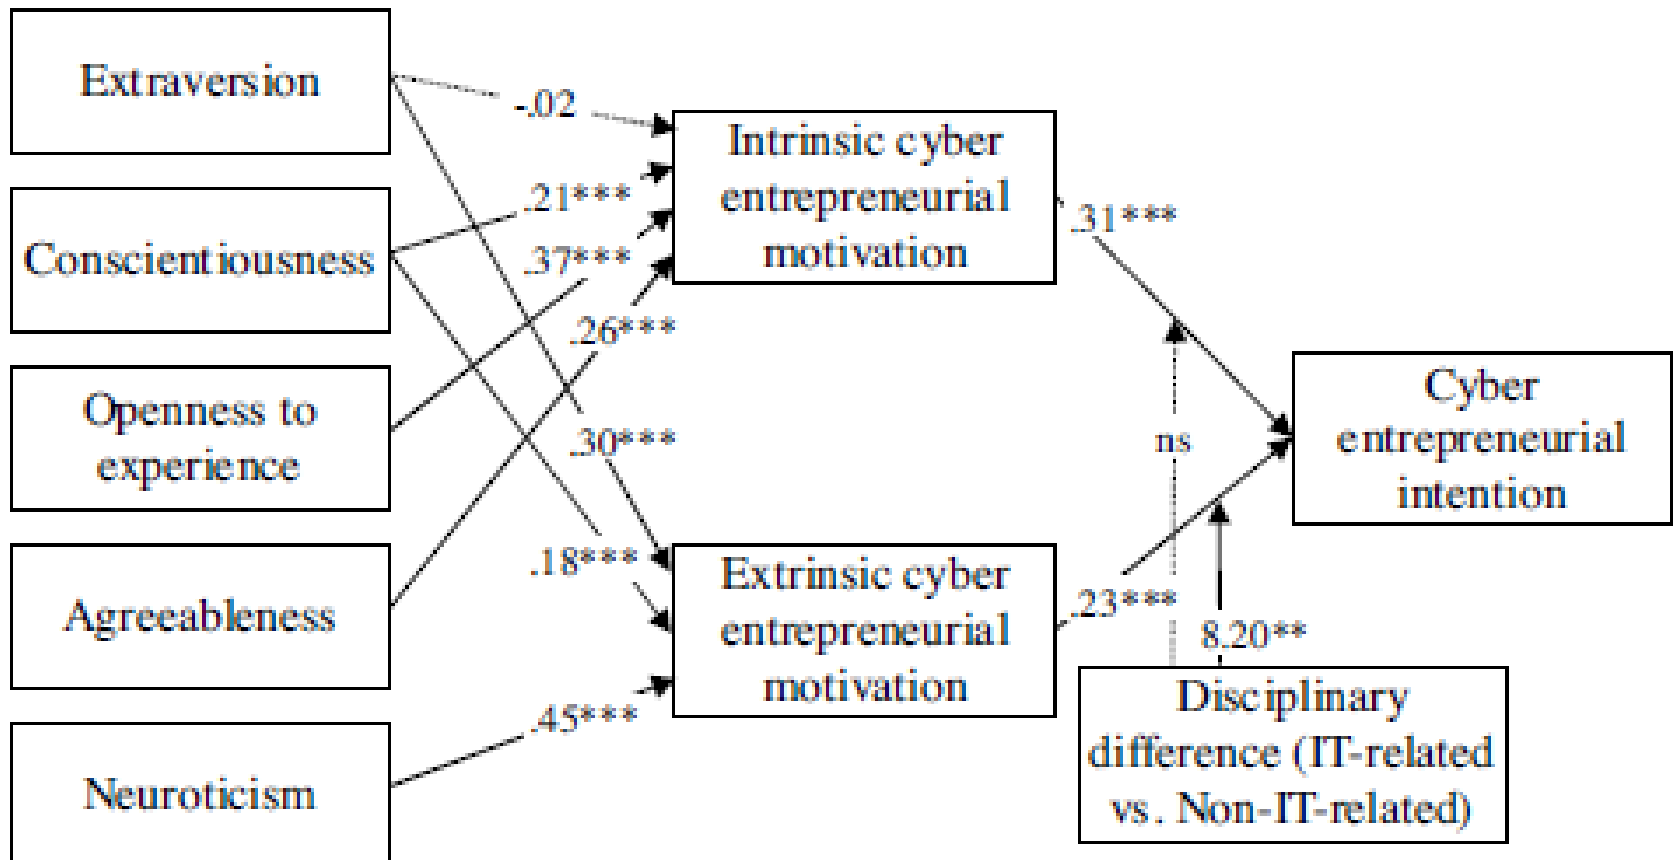 Extraversion
-.02
Intrinsic cyber
entrepreneurial
motivation
.21***
Conscientiousness
.37***
.31***
.26***
Openness to
experience
.30***
ns
Cyber
entrepreneurial
intention
.18***
Extrinsic cyber
entrepreneurial
motivation
Agreeableness
.23***
8.20**
.45***
Disciplinary
difference (IT-related
vs. Non-IT-related)
Neuroticism